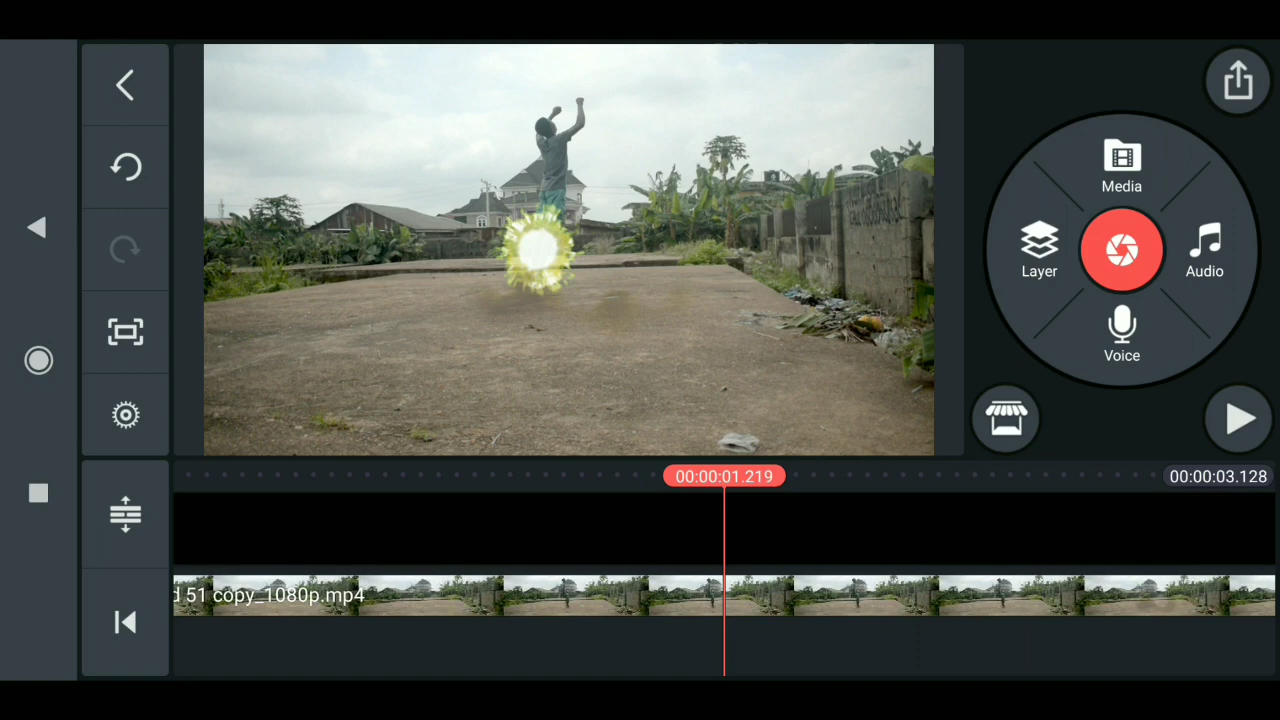 Media
Layer
Audio
Voice
00:00:01.219
00:00:03.128
d 51 copy_1080p.mp4